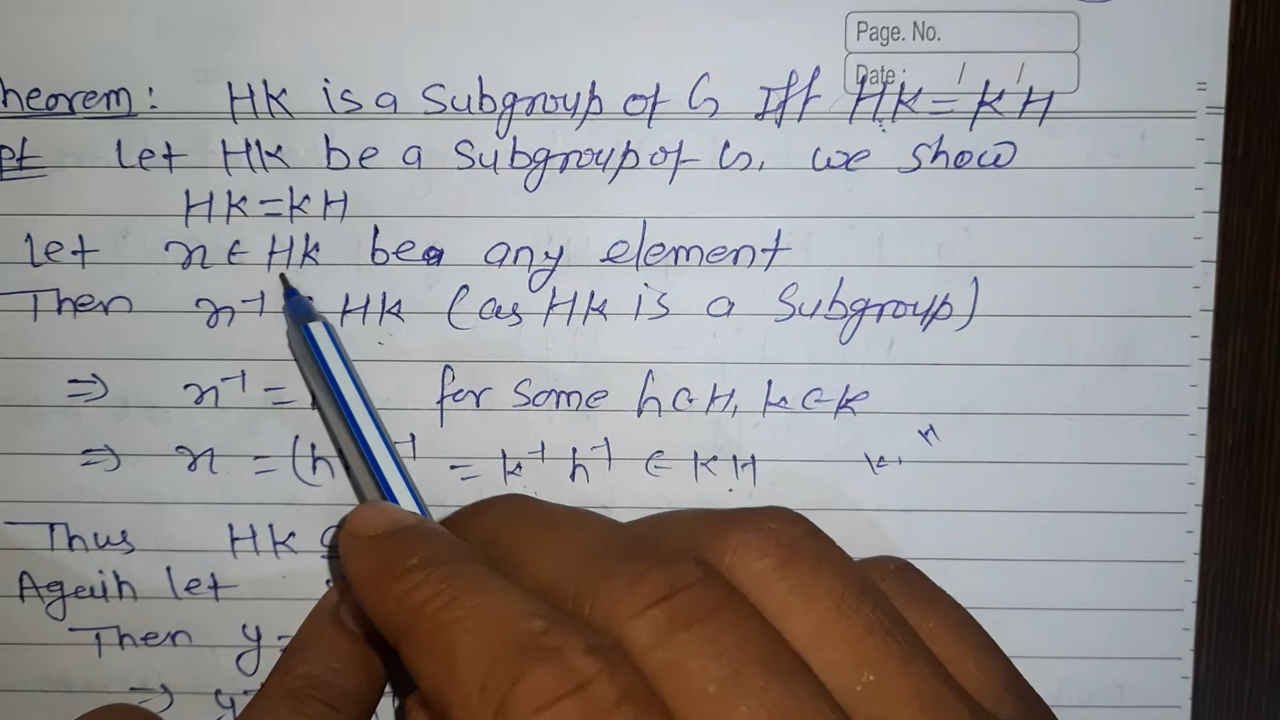 Page. No.
Date: / /
heorem: HK is a Subgroup of G Iff HK = KH
pf Let HK be a Subgroup of G, we show
HK = KH
Let x ∈ HK be any element
Then x⁻¹ HK (as HK is a Subgroup)
⇒ x⁻¹ = for some h ∈ H, k ∈ K
⇒ x = (h ⁻¹ = k⁻¹ h⁻¹ ∈ KH k, H
Thus HK ⊆
Again let
Then y =
⇒ y⁻¹